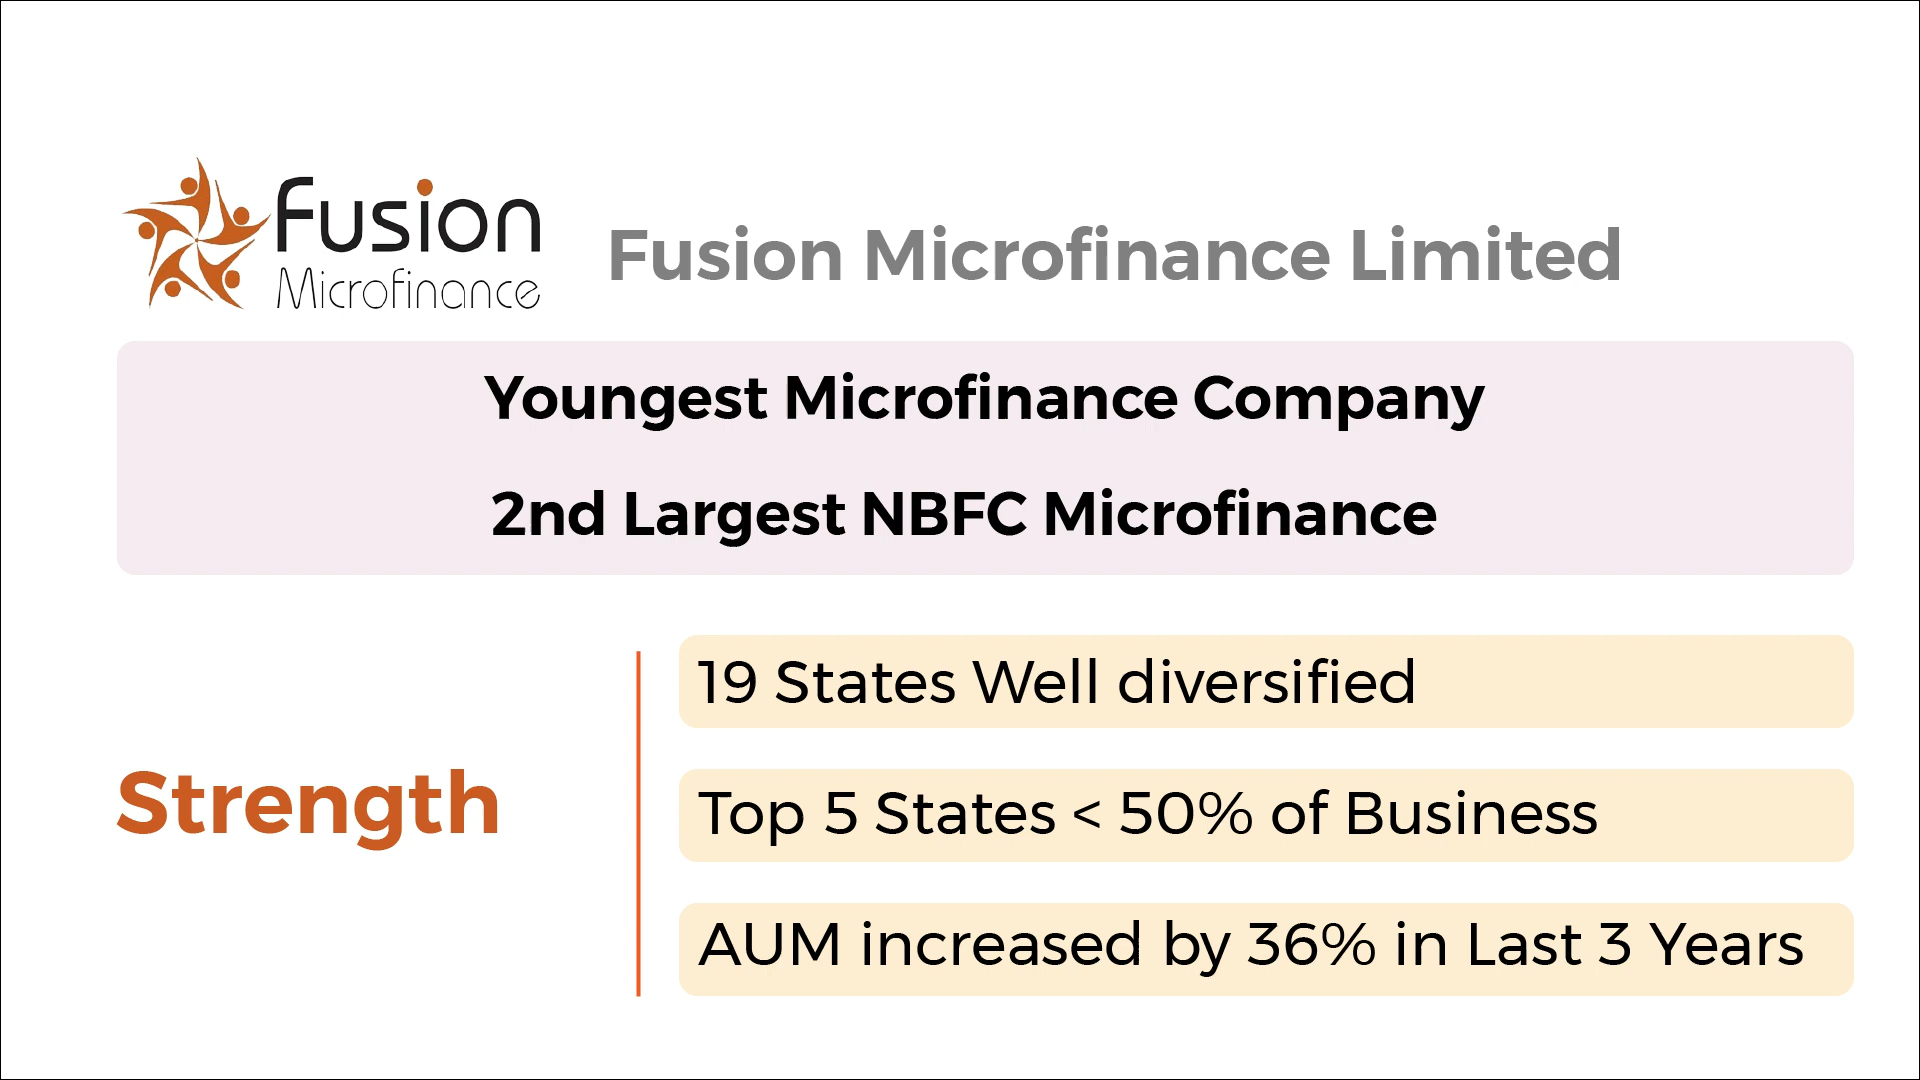 Fusion
Microfinance
Fusion Microfinance Limited
Youngest Microfinance Company
2nd Largest NBFC Microfinance
Strength
19 States Well diversified
Top 5 States < 50% of Business
AUM increased by 36% in Last 3 Years